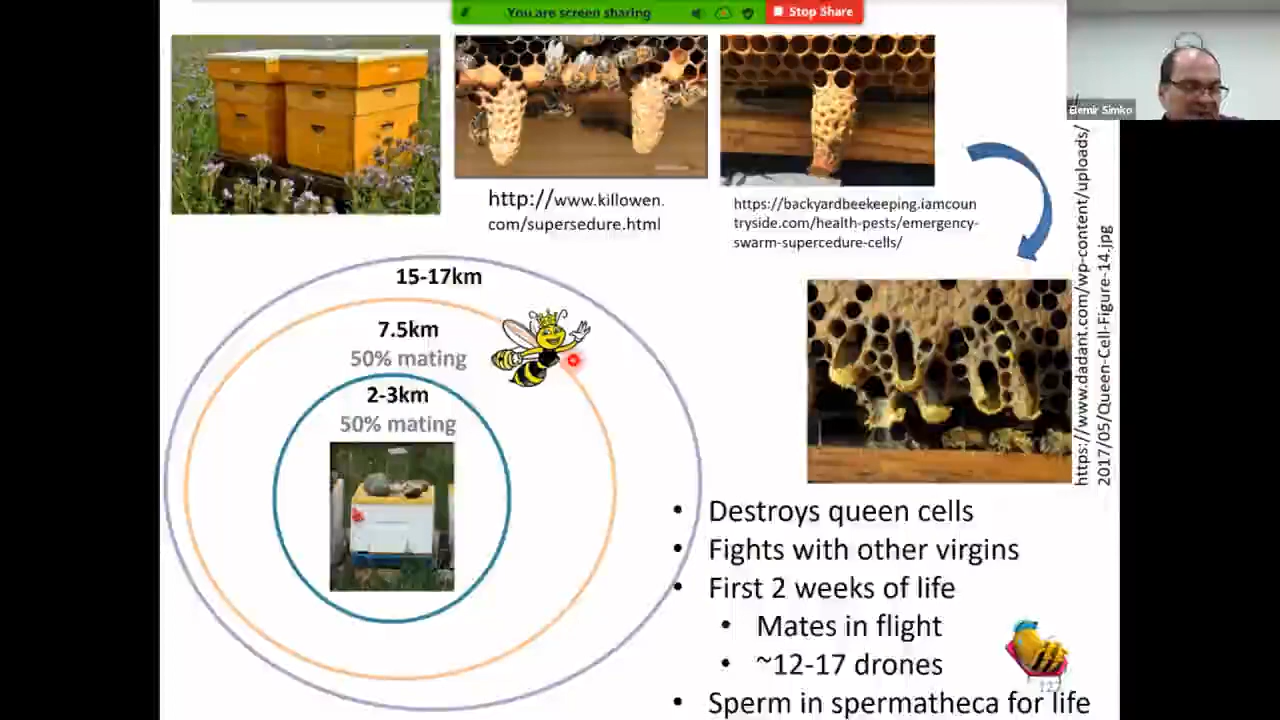 You are screen sharing
Stop Share
Elemir Simko
http://www.killowen.
com/supersedure.html
https://backyardbeekeeping.iamcoun
tryside.com/health-pests/emergency-
swarm-supercedure-cells/
https://www.dadant.com/wp-content/uploads/
2017/05/Queen-Cell-Figure-14.jpg
15-17km
7.5km
50% mating
2-3km
50% mating
• Destroys queen cells
• Fights with other virgins
• First 2 weeks of life
• Mates in flight
• ~12-17 drones
• Sperm in spermatheca for life